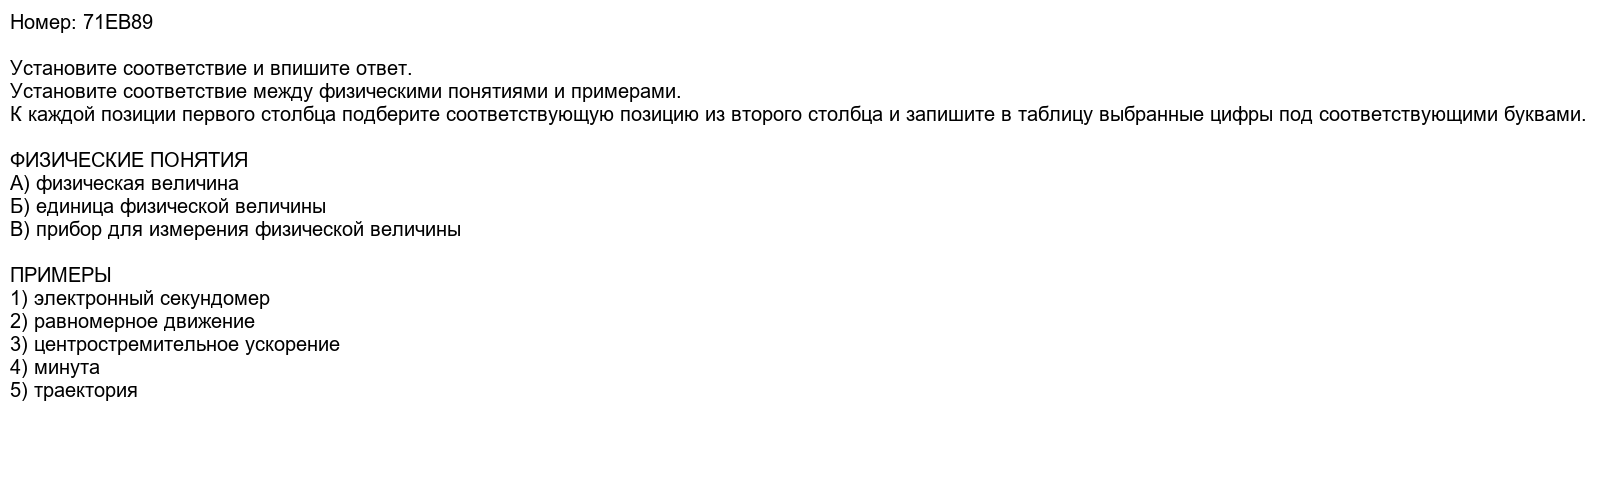 Номер: 71EB89
Установите соответствие и впишите ответ.
Установите соответствие между физическими понятиями и примерами.
К каждой позиции первого столбца подберите соответствующую позицию из второго столбца и запишите в таблицу выбранные цифры под соответствующими буквами.
ФИЗИЧЕСКИЕ ПОНЯТИЯ
А) физическая величина
Б) единица физической величины
В) прибор для измерения физической величины
ПРИМЕРЫ
1) электронный секундомер
2) равномерное движение
3) центростремительное ускорение
4) минута
5) траектория